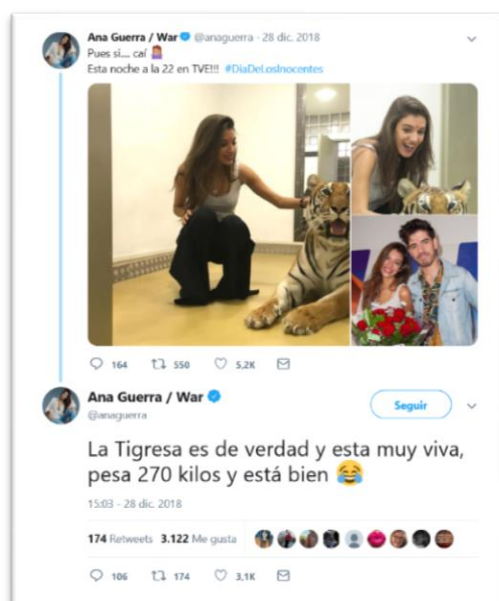 Ana Guerra / War @anaguerra · 28 dic. 2018
Pues si.... caí
Esta noche a la 22 en TVE!!! #DiaDeLosInocentes
164 550 5,2K
Ana Guerra / War
@anaguerra
Seguir
La Tigresa es de verdad y esta muy viva,
pesa 270 kilos y está bien 😂
15:03 - 28 dic. 2018
174 Retweets 3.122 Me gusta
106 174 3,1K